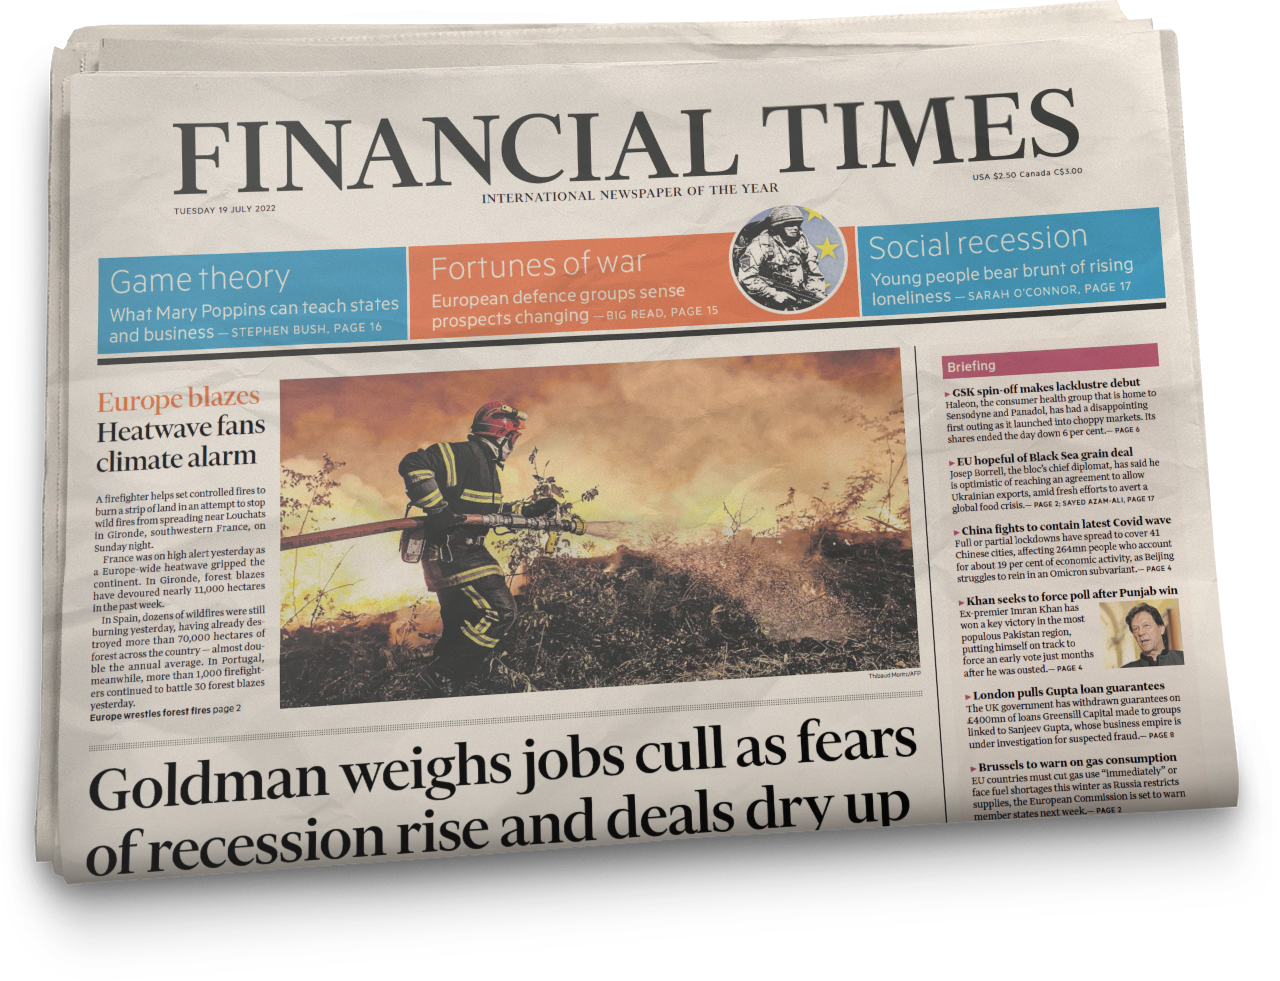 FINANCIAL TIMES
INTERNATIONAL NEWSPAPER OF THE YEAR
TUESDAY 19 JULY 2022
USA $2.50 Canada C$3.00
Game theory
What Mary Poppins can teach states
and business — STEPHEN BUSH, PAGE 16
Fortunes of war
European defence groups sense
prospects changing — BIG READ, PAGE 15
Social recession
Young people bear brunt of rising
loneliness — SARAH O'CONNOR, PAGE 17
Europe blazes
Heatwave fans
climate alarm
A firefighter helps set controlled fires to
burn a strip of land in an attempt to stop
wild fires from spreading near Louchats
in Gironde, southwestern France, on
Sunday night.
France was on high alert yesterday as
a Europe-wide heatwave gripped the
continent. In Gironde, forest blazes
have devoured nearly 11,000 hectares
in the past week.
In Spain, dozens of wildfires were still
burning yesterday, having already des-
troyed more than 70,000 hectares of
forest across the country — almost dou-
ble the annual average. In Portugal,
meanwhile, more than 1,000 firefight-
ers continued to battle 30 forest blazes
yesterday.
Europe wrestles forest fires page 2
Thibaud Moritz/AFP
Goldman weighs jobs cull as fears
of recession rise and deals dry up
Briefing
▸ GSK spin-off makes lacklustre debut
Haleon, the consumer health group that is home to
Sensodyne and Panadol, has had a disappointing
first outing as it launched into choppy markets. Its
shares ended the day down 6 per cent.— PAGE 6
▸ EU hopeful of Black Sea grain deal
Josep Borrell, the bloc's chief diplomat, has said he
is optimistic of reaching an agreement to allow
Ukrainian exports, amid fresh efforts to avert a
global food crisis.— PAGE 2; SAYED AZAM-ALI, PAGE 17
▸ China fights to contain latest Covid wave
Full or partial lockdowns have spread to cover 41
Chinese cities, affecting 264mn people who account
for about 19 per cent of economic activity, as Beijing
struggles to rein in an Omicron subvariant.— PAGE 4
▸ Khan seeks to force poll after Punjab win
Ex-premier Imran Khan has
won a key victory in the most
populous Pakistan region,
putting himself on track to
force an early vote just months
after he was ousted.— PAGE 4
▸ London pulls Gupta loan guarantees
The UK government has withdrawn guarantees on
£400mn of loans Greensill Capital made to groups
linked to Sanjeev Gupta, whose business empire is
under investigation for suspected fraud.— PAGE 8
▸ Brussels to warn on gas consumption
EU countries must cut gas use "immediately" or
face fuel shortages this winter as Russia restricts
supplies, the European Commission is set to warn
member states next week.— PAGE 2